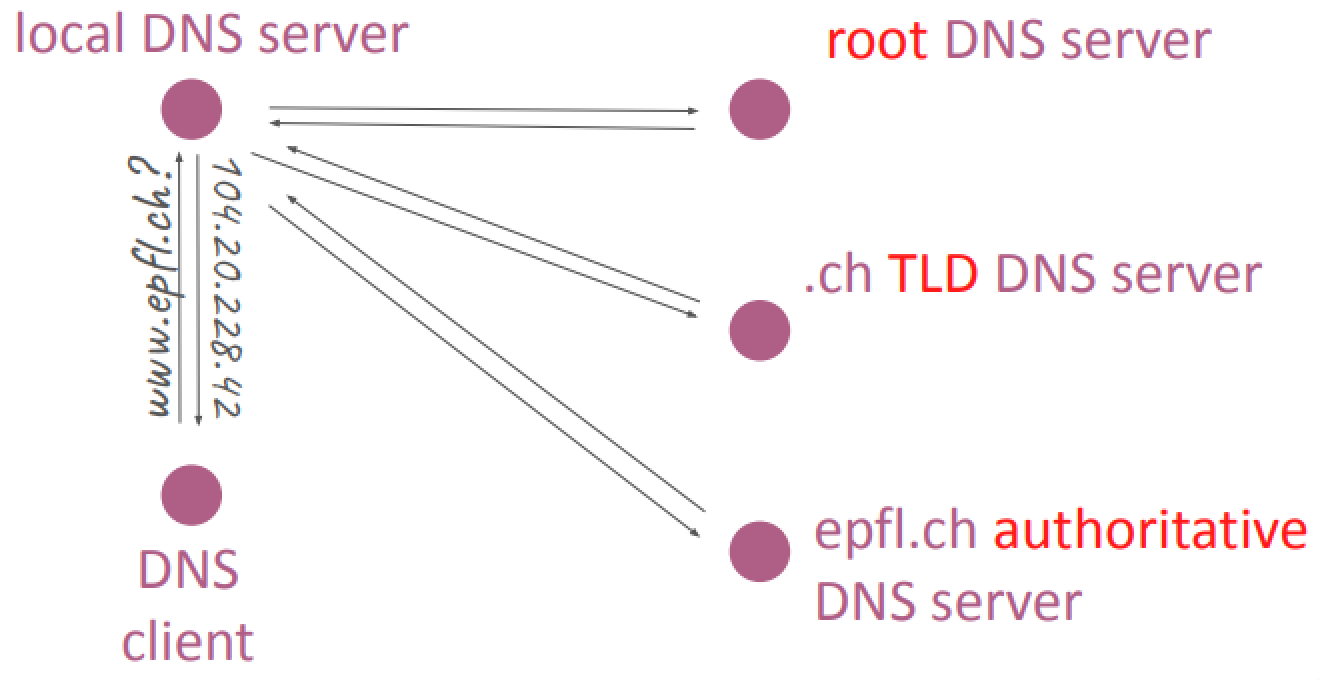 local DNS server
root DNS server
www.epfl.ch?
104.20.228.42
.ch TLD DNS server
epfl.ch authoritative
DNS server
DNS
client